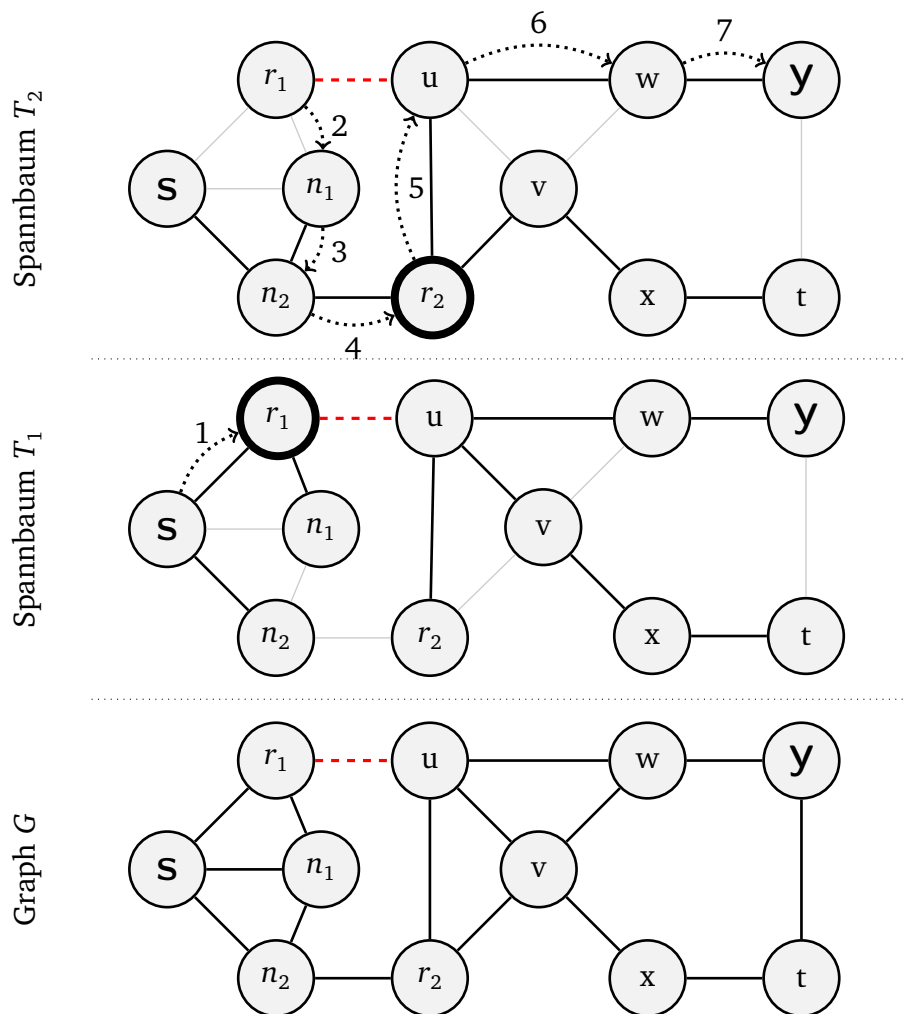 Spannbaum T₂
6
7
r₁
u
w
y
2
s
n₁
v
5
3
n₂
r₂
x
t
4
Spannbaum T₁
1
r₁
u
w
y
s
n₁
v
n₂
r₂
x
t
Graph G
r₁
u
w
y
s
n₁
v
n₂
r₂
x
t